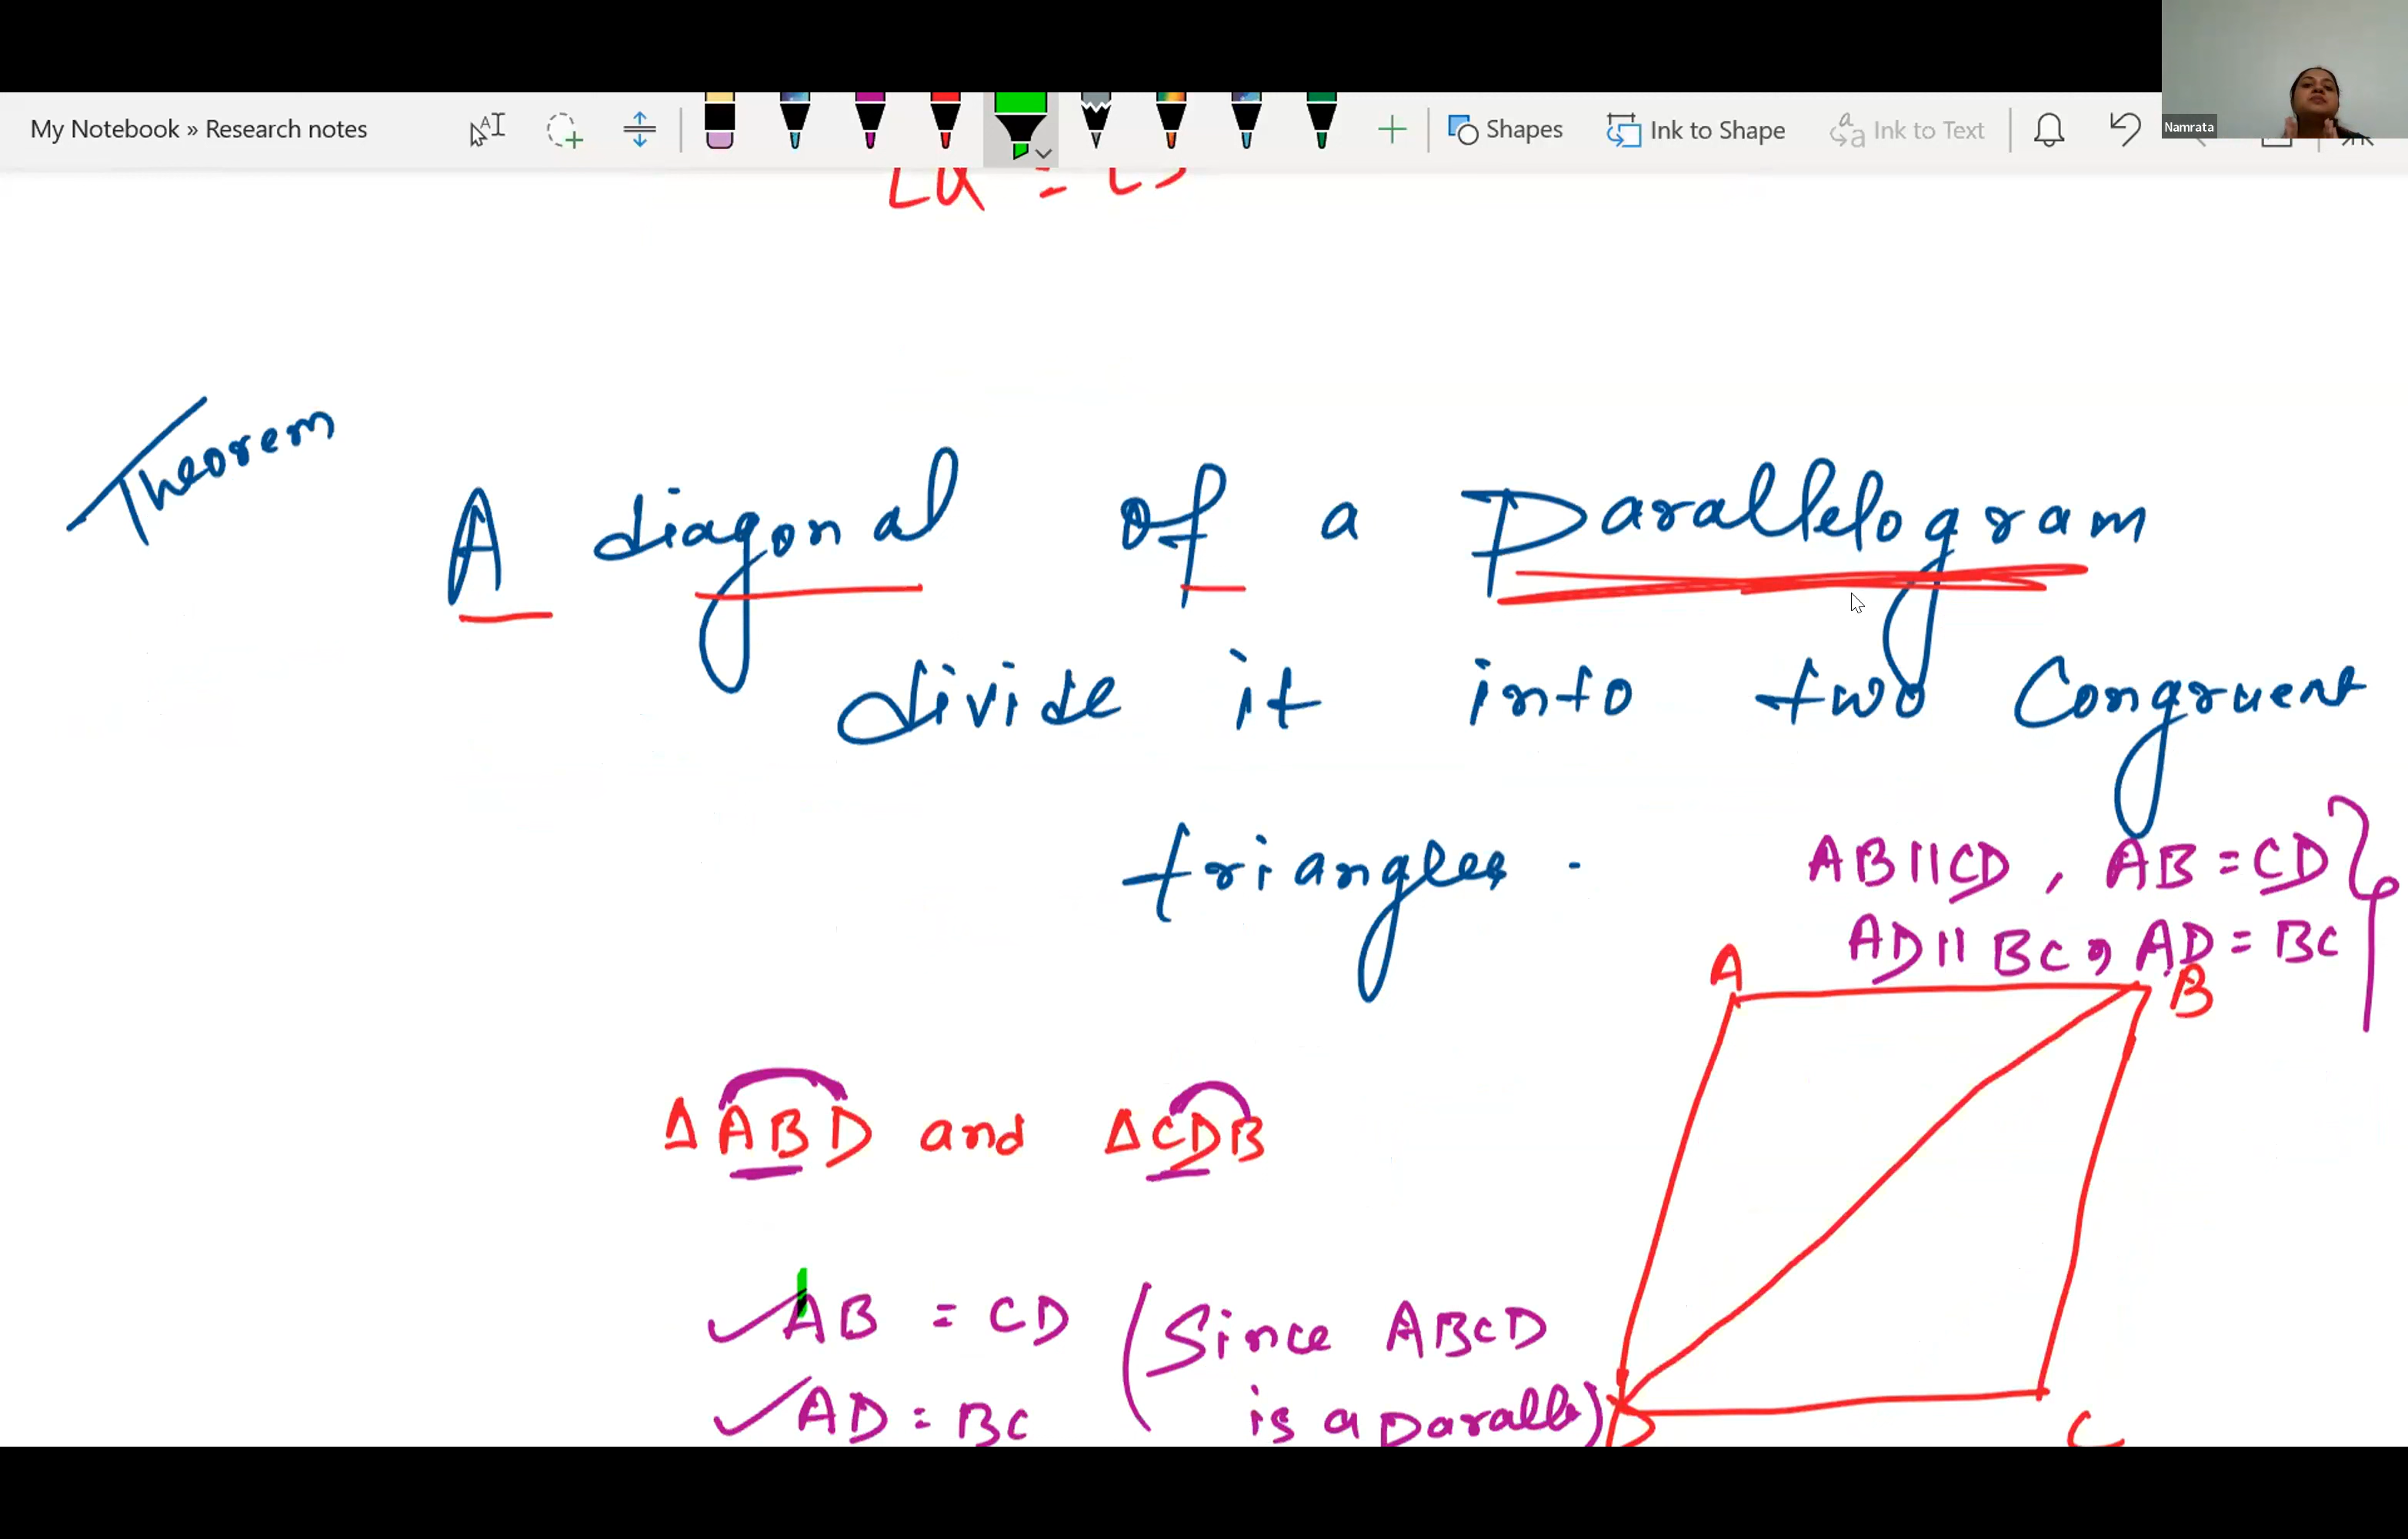 Namrata
My Notebook » Research notes
Shapes
Ink to Shape
Ink to Text
Theorem
A diagonal of a Parallelogram
divide it into two Congruent
triangles .
AB || CD , AB = CD
AD || BC , AD = BC
A
B
Δ ABD and Δ CDB
AB = CD (Since ABCD
AD = BC is a parall)
D
C